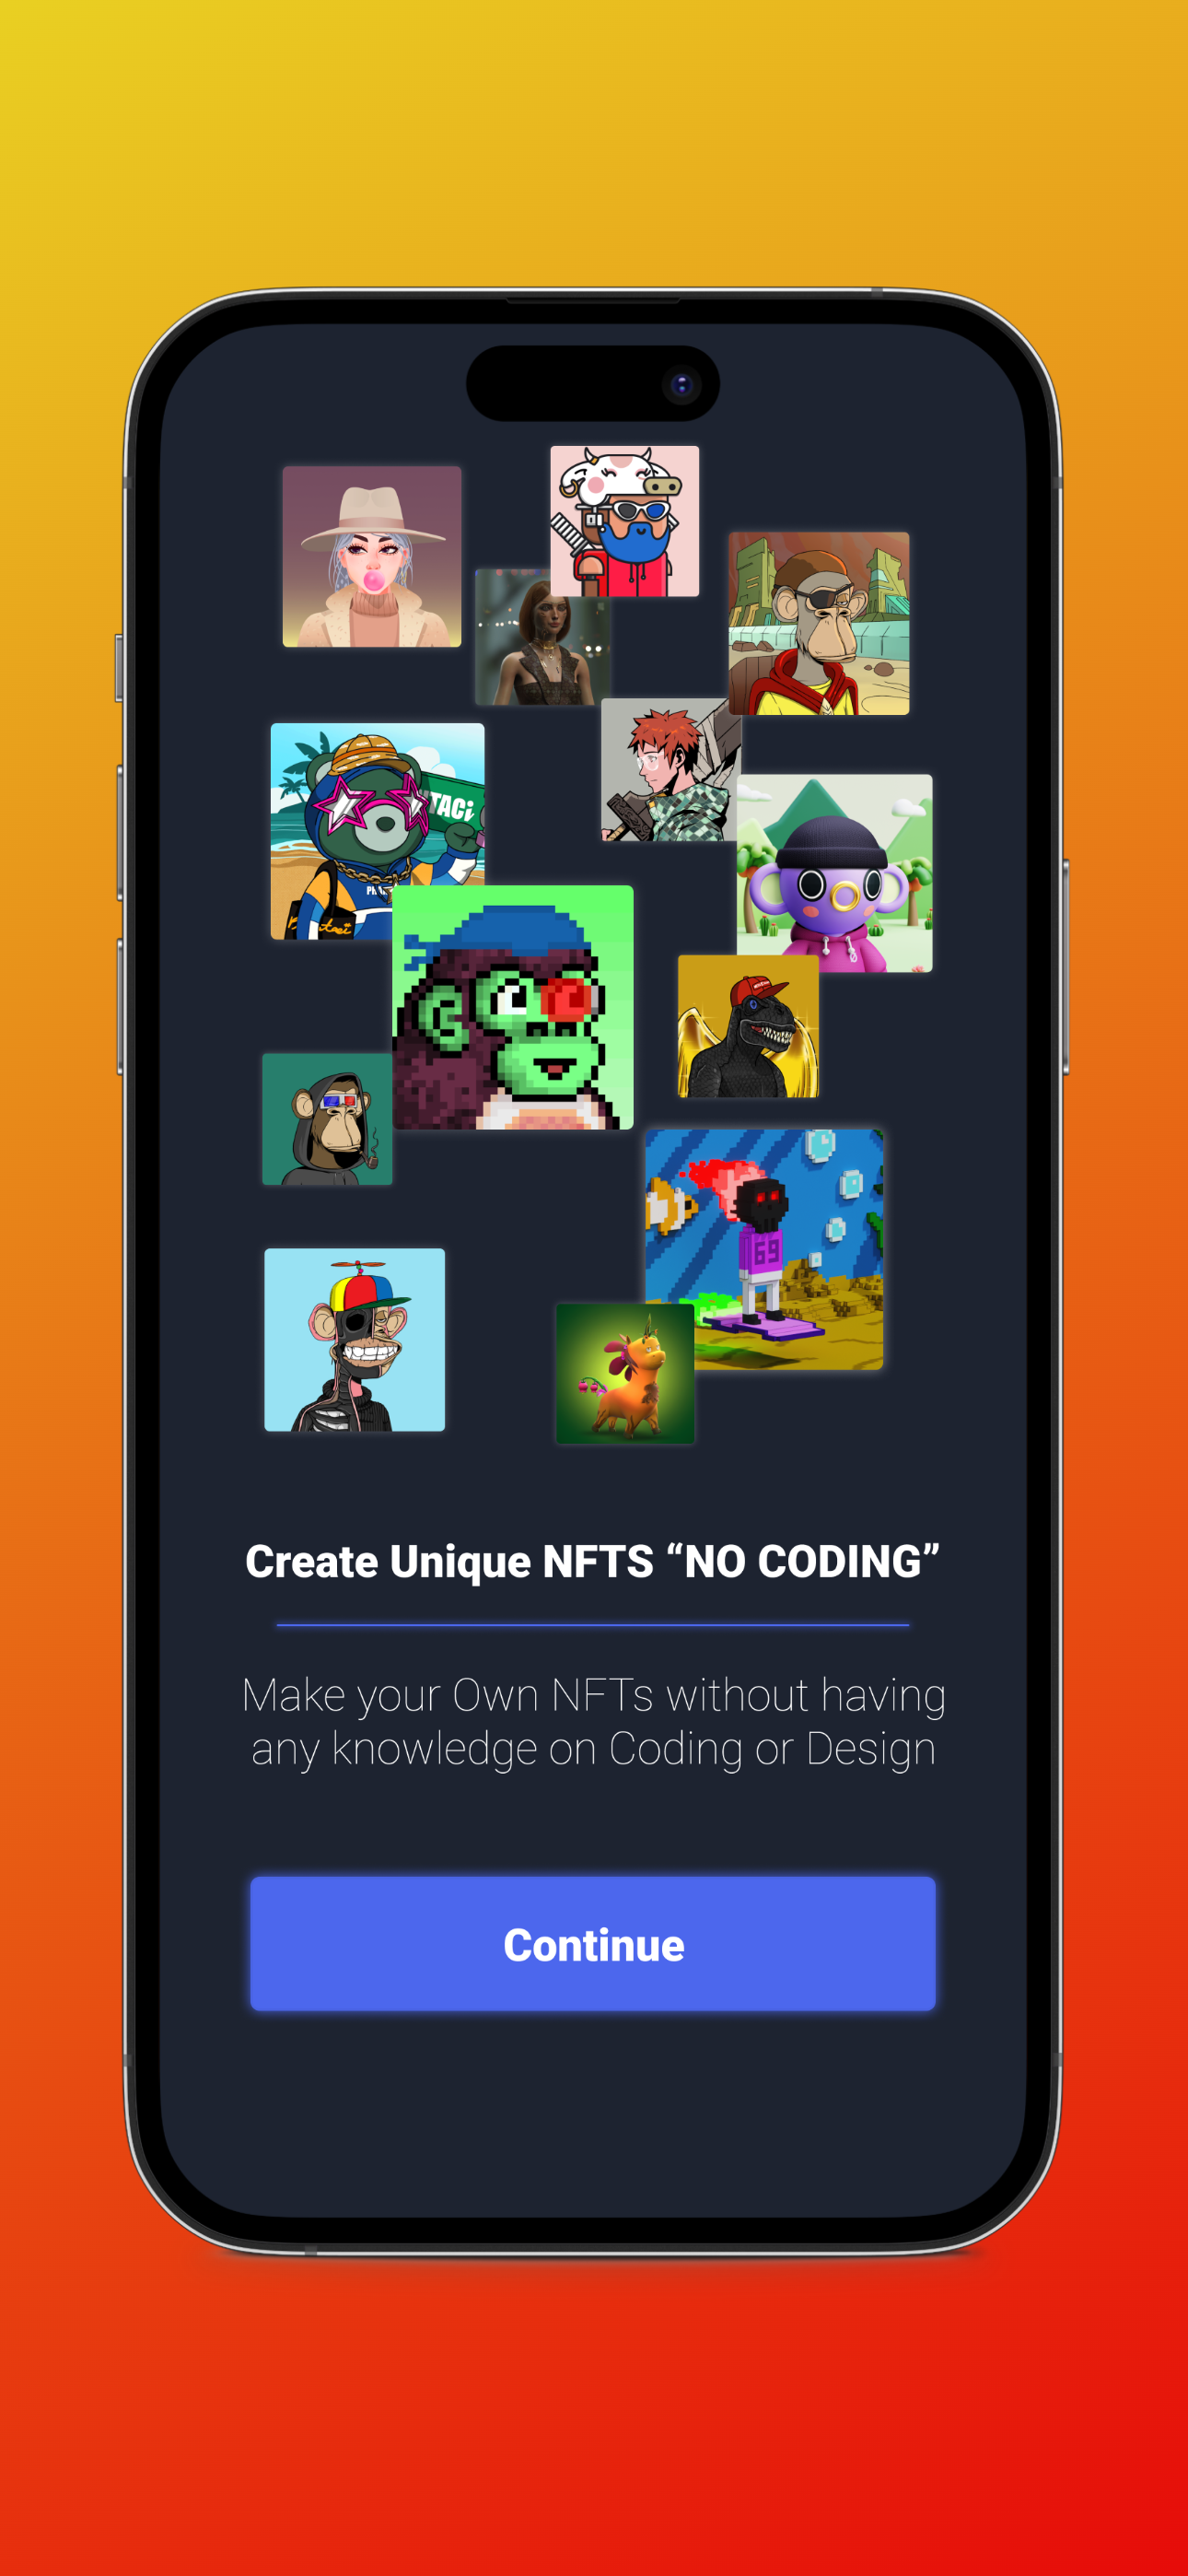 TACi
69
Create Unique NFTS “NO CODING”
Make your Own NFTs without having
any knowledge on Coding or Design
Continue